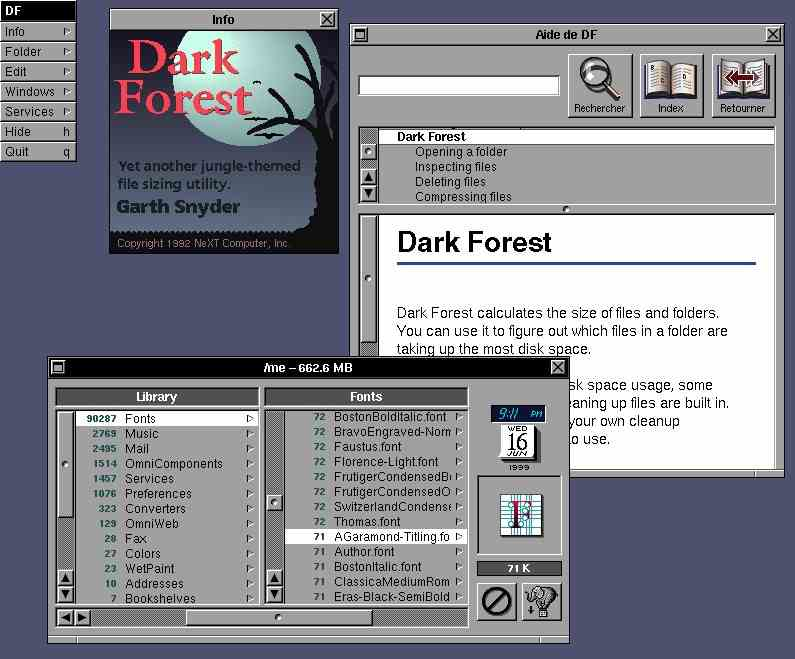 DF
Info
Folder
Edit
Windows
Services
Hide h
Quit q
Info
Dark
Forest
Yet another jungle-themed
file sizing utility.
Garth Snyder
Copyright 1992 NeXT Computer, Inc.
Aide de DF
Rechercher
Index
Retourner
Dark Forest
Opening a folder
Inspecting files
Deleting files
Compressing files
Dark Forest
Dark Forest calculates the size of files and folders.
You can use it to figure out which files in a folder are
taking up the most disk space.
sk space usage, some
eaning up files are built in.
your own cleanup
o use.
/me – 662.6 MB
Library
90287 Fonts
2769 Music
2495 Mail
1514 OmniComponents
1457 Services
1076 Preferences
323 Converters
129 OmniWeb
28 Fax
27 Colors
23 WetPaint
10 Addresses
7 Bookshelves
Fonts
72 BostonBoldItalic.font
72 BravoEngraved-Norm
72 Faustus.font
72 Florence-Light.font
72 FrutigerCondensedB
72 FrutigerCondensedO
72 SwitzerlandCondense
72 Thomas.font
71 AGaramond-Titling.fo
71 Author.font
71 BostonItalic.font
71 ClassicaMediumRom
71 Eras-Black-SemiBold
9:11 PM
WED
16
JUN
1999
F
71 K